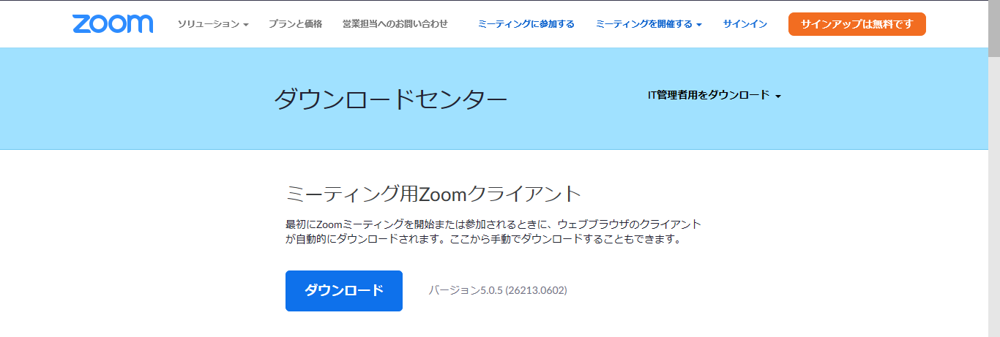 zoom ソリューション プランと価格 営業担当へのお問い合わせ ミーティングに参加する ミーティングを開催する サインイン サインアップは無料です
ダウンロードセンター IT管理者用をダウンロード
ミーティング用Zoomクライアント
最初にZoomミーティングを開始または参加されるときに、ウェブブラウザのクライアント
が自動的にダウンロードされます。ここから手動でダウンロードすることもできます。
ダウンロード バージョン5.0.5 (26213.0602)